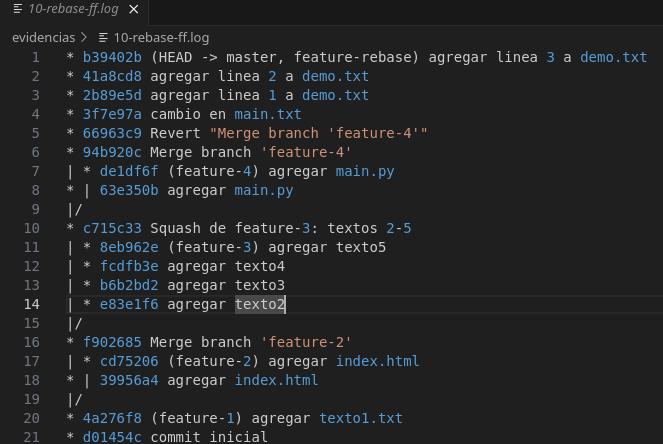 10-rebase-ff.log
evidencias > 10-rebase-ff.log
1 * b39402b (HEAD -> master, feature-rebase) agregar linea 3 a demo.txt
2 * 41a8cd8 agregar linea 2 a demo.txt
3 * 2b89e5d agregar linea 1 a demo.txt
4 * 3f7e97a cambio en main.txt
5 * 66963c9 Revert "Merge branch 'feature-4'"
6 * 94b920c Merge branch 'feature-4'
7 | * de1df6f (feature-4) agregar main.py
8 * | 63e350b agregar main.py
9 |/
10 * c715c33 Squash de feature-3: textos 2-5
11 | * 8eb962e (feature-3) agregar texto5
12 | * fcdfb3e agregar texto4
13 | * b6b2bd2 agregar texto3
14 | * e83e1f6 agregar texto2
15 |/
16 * f902685 Merge branch 'feature-2'
17 | * cd75206 (feature-2) agregar index.html
18 * | 39956a4 agregar index.html
19 |/
20 * 4a276f8 (feature-1) agregar texto1.txt
21 * d01454c commit inicial